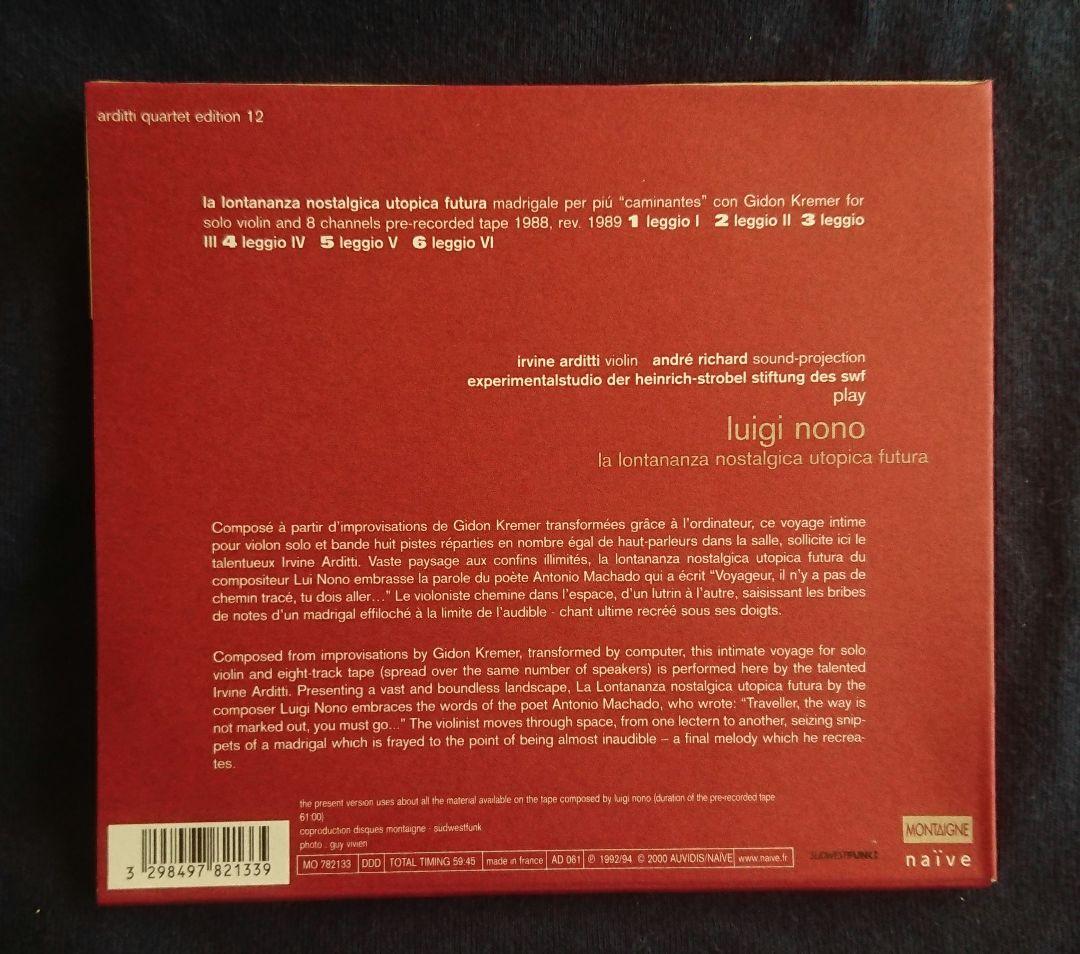 arditti quartet edition 12
la lontananza nostalgica utopica futura madrigale per piú “caminantes” con Gidon Kremer for
solo violin and 8 channels pre-recorded tape 1988, rev. 1989 1 leggio I 2 leggio II 3 leggio
III 4 leggio IV 5 leggio V 6 leggio VI
irvine arditti violin andré richard sound-projection
experimentalstudio der heinrich-strobel stiftung des swf
play
luigi nono
la lontananza nostalgica utopica futura
Composé à partir d'improvisations de Gidon Kremer transformées grâce à l'ordinateur, ce voyage intime
pour violon solo et bande huit pistes réparties en nombre égal de haut-parleurs dans la salle, sollicite ici le
talentueux Irvine Arditti. Vaste paysage aux confins illimités, la lontananza nostalgica utopica futura du
compositeur Lui Nono embrasse la parole du poète Antonio Machado qui a écrit “Voyageur, il n'y a pas de
chemin tracé, tu dois aller...” Le violoniste chemine dans l'espace, d'un lutrin à l'autre, saisissant les bribes
de notes d'un madrigal effiloché à la limite de l'audible - chant ultime recréé sous ses doigts.
Composed from improvisations by Gidon Kremer, transformed by computer, this intimate voyage for solo
violin and eight-track tape (spread over the same number of speakers) is performed here by the talented
Irvine Arditti. Presenting a vast and boundless landscape, La Lontananza nostalgica utopica futura by the
composer Luigi Nono embraces the words of the poet Antonio Machado, who wrote: “Traveller, the way is
not marked out, you must go...” The violinist moves through space, from one lectern to another, seizing snip-
pets of a madrigal which is frayed to the point of being almost inaudible – a final melody which he recrea-
tes.
the present version uses about all the material available on the tape composed by luigi nono (duration of the pre-recorded tape
61:00)
coproduction disques montaigne - südwestfunk
photo : guy vivien
MO 782133 DDD TOTAL TIMING 59:45 made in france AD 061 ℗ 1992/94 © 2000 AUVIDIS/NAÏVE www.naive.fr
3 298497 821339
SÜDWESTFUNK
MONTAIGNE
naïve